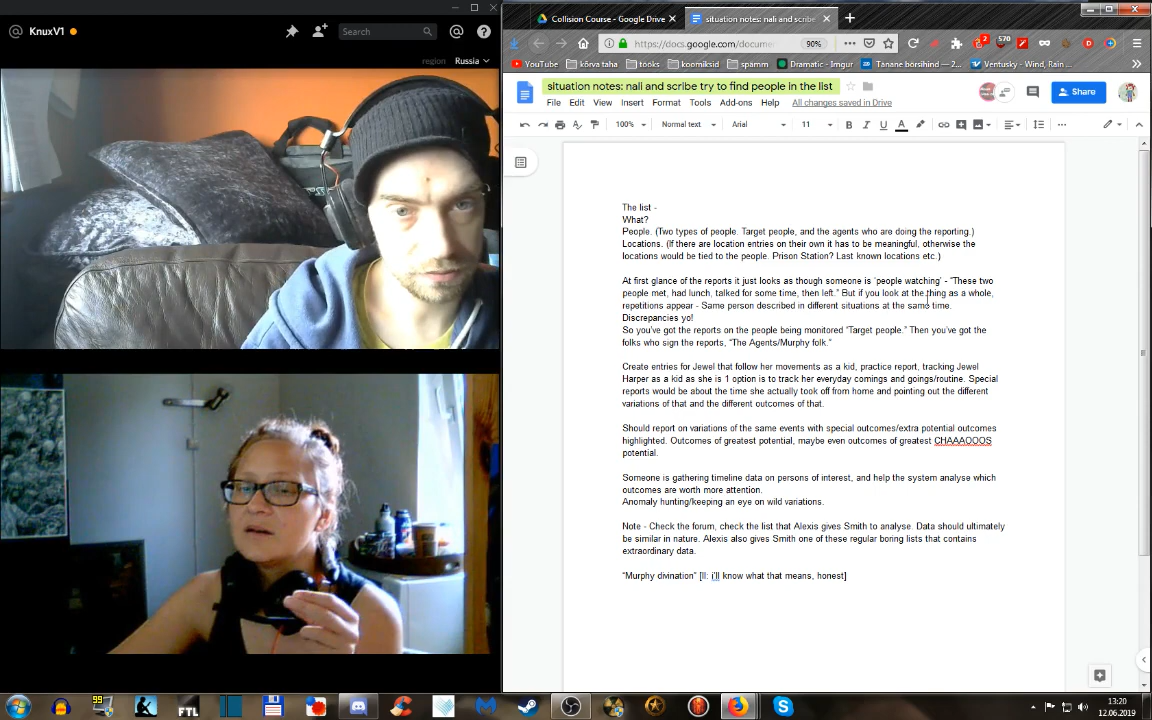 KnuxV1
Search
region Russia
Collision Course - Google Drive
situation notes: nali and scribe
https://docs.google.com/documen
90%
2
570
YouTube
kõrva taha
tööks
koomiksid
spämm
Dramatic - Imgur
Tänane börsihind — 2...
Ventusky - Wind, Rain ...
situation notes: nali and scribe try to find people in the list
File Edit View Insert Format Tools Add-ons Help All changes saved in Drive
Share
100% Normal text Arial 11 B I U A
The list -
What?
People. (Two types of people. Target people, and the agents who are doing the reporting.)
Locations. (If there are location entries on their own it has to be meaningful, otherwise the
locations would be tied to the people. Prison Station? Last known locations etc.)
At first glance of the reports it just looks as though someone is ‘people watching’ - “These two
people met, had lunch, talked for some time, then left.” But if you look at the thing as a whole,
repetitions appear - Same person described in different situations at the same time.
Discrepancies yo!
So you’ve got the reports on the people being monitored “Target people.” Then you’ve got the
folks who sign the reports, “The Agents/Murphy folk.”
Create entries for Jewel that follow her movements as a kid, practice report, tracking Jewel
Harper as a kid as she is 1 option is to track her everyday comings and goings/routine. Special
reports would be about the time she actually took off from home and pointing out the different
variations of that and the different outcomes of that.
Should report on variations of the same events with special outcomes/extra potential outcomes
highlighted. Outcomes of greatest potential, maybe even outcomes of greatest CHAAAOOOS
potential.
Someone is gathering timeline data on persons of interest, and help the system analyse which
outcomes are worth more attention.
Anomaly hunting/keeping an eye on wild variations.
Note - Check the forum, check the list that Alexis gives Smith to analyse. Data should ultimately
be similar in nature. Alexis also gives Smith one of these regular boring lists that contains
extraordinary data.
“Murphy divination” [ll: i'll know what that means, honest]
99
FTL
13:20
12.06.2019